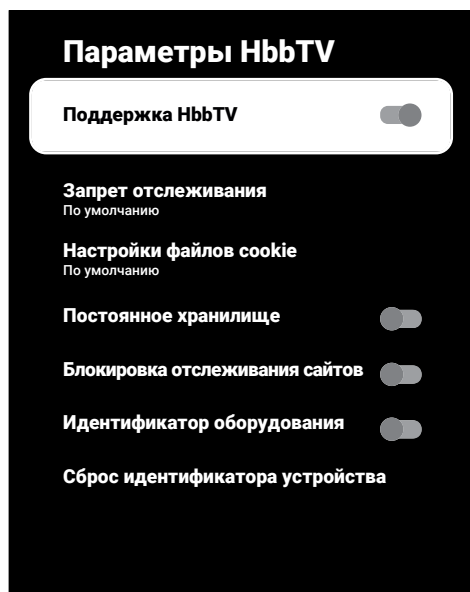 Параметры HbbTV
Поддержка HbbTV
Запрет отслеживания
По умолчанию
Настройки файлов cookie
По умолчанию
Постоянное хранилище
Блокировка отслеживания сайтов
Идентификатор оборудования
Сброс идентификатора устройства